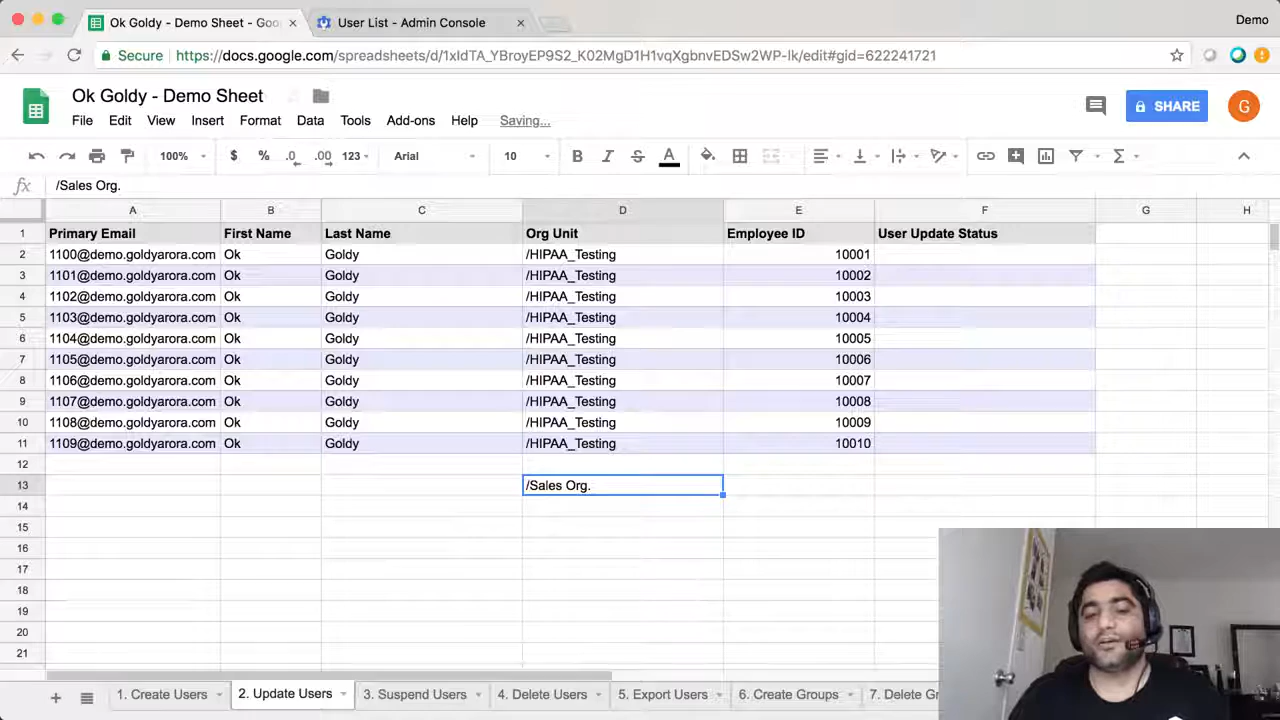 Ok Goldy - Demo Sheet - Goo
User List - Admin Console
Demo
Secure https://docs.google.com/spreadsheets/d/1xIdTA_YBroyEP9S2_K02MgD1H1vqXgbnvEDSw2WP-lk/edit#gid=622241721
Ok Goldy - Demo Sheet
SHARE
G
File Edit View Insert Format Data Tools Add-ons Help Saving...
100% $ % .0 .00 123 Arial 10 B I S A
fx /Sales Org.
A B C D E F G H
1 Primary Email First Name Last Name Org Unit Employee ID User Update Status
2 1100@demo.goldyarora.com Ok Goldy /HIPAA_Testing 10001
3 1101@demo.goldyarora.com Ok Goldy /HIPAA_Testing 10002
4 1102@demo.goldyarora.com Ok Goldy /HIPAA_Testing 10003
5 1103@demo.goldyarora.com Ok Goldy /HIPAA_Testing 10004
6 1104@demo.goldyarora.com Ok Goldy /HIPAA_Testing 10005
7 1105@demo.goldyarora.com Ok Goldy /HIPAA_Testing 10006
8 1106@demo.goldyarora.com Ok Goldy /HIPAA_Testing 10007
9 1107@demo.goldyarora.com Ok Goldy /HIPAA_Testing 10008
10 1108@demo.goldyarora.com Ok Goldy /HIPAA_Testing 10009
11 1109@demo.goldyarora.com Ok Goldy /HIPAA_Testing 10010
12
13 /Sales Org.
14
15
16
17
18
19
20
21
1. Create Users 2. Update Users 3. Suspend Users 4. Delete Users 5. Export Users 6. Create Groups 7. Delete Gr